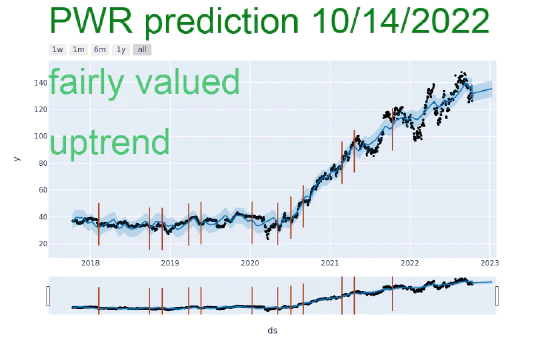 PWR prediction 10/14/2022
1w 1m 6m 1y all
fairly valued
uptrend
140
120
100
80
60
40
20
y
2018 2019 2020 2021 2022 2023
ds